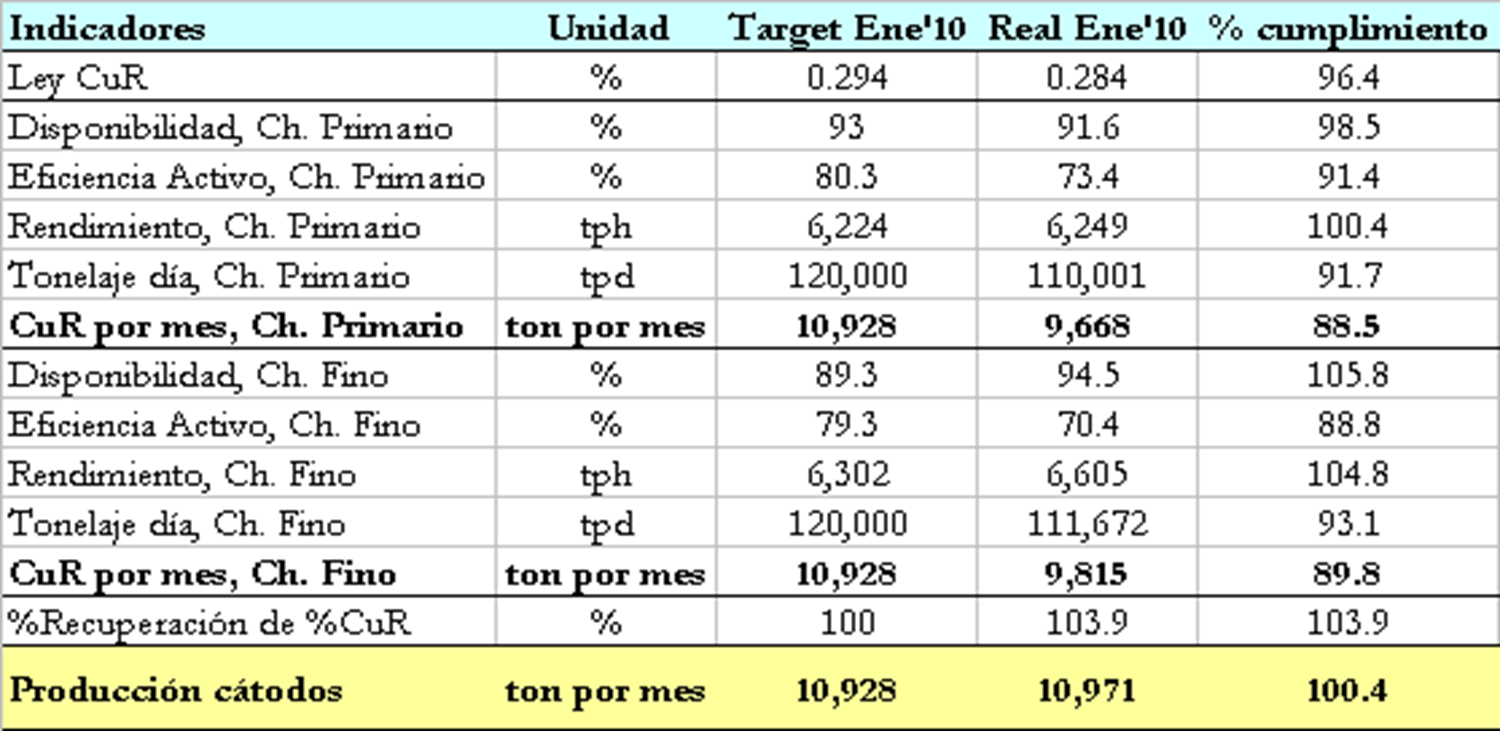 Indicadores Unidad Target Ene'10 Real Ene'10 % cumplimiento
Ley CuR % 0.294 0.284 96.4
Disponibilidad, Ch. Primario % 93 91.6 98.5
Eficiencia Activo, Ch. Primario % 80.3 73.4 91.4
Rendimiento, Ch. Primario tph 6,224 6,249 100.4
Tonelaje día, Ch. Primario tpd 120,000 110,001 91.7
CuR por mes, Ch. Primario ton por mes 10,928 9,668 88.5
Disponibilidad, Ch. Fino % 89.3 94.5 105.8
Eficiencia Activo, Ch. Fino % 79.3 70.4 88.8
Rendimiento, Ch. Fino tph 6,302 6,605 104.8
Tonelaje día, Ch. Fino tpd 120,000 111,672 93.1
CuR por mes, Ch. Fino ton por mes 10,928 9,815 89.8
%Recuperación de %CuR % 100 103.9 103.9
Producción cátodos ton por mes 10,928 10,971 100.4